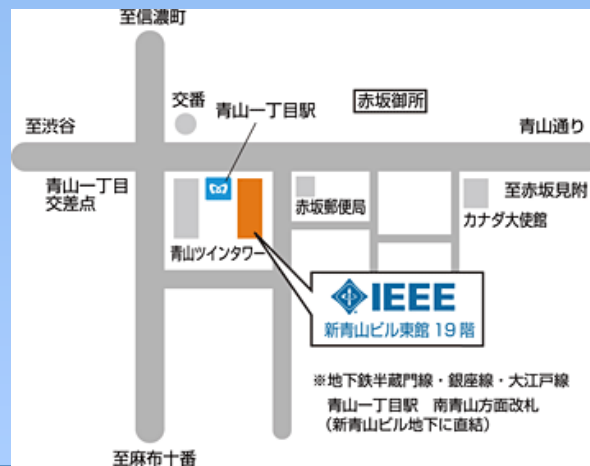 至信濃町
交番
赤坂御所
青山一丁目駅
至渋谷
青山通り
青山一丁目
交差点
赤坂郵便局
至赤坂見附
カナダ大使館
青山ツインタワー
IEEE
新青山ビル東館 19 階
※地下鉄半蔵門線・銀座線・大江戸線
青山一丁目駅 南青山方面改札
(新青山ビル地下に直結)
至麻布十番